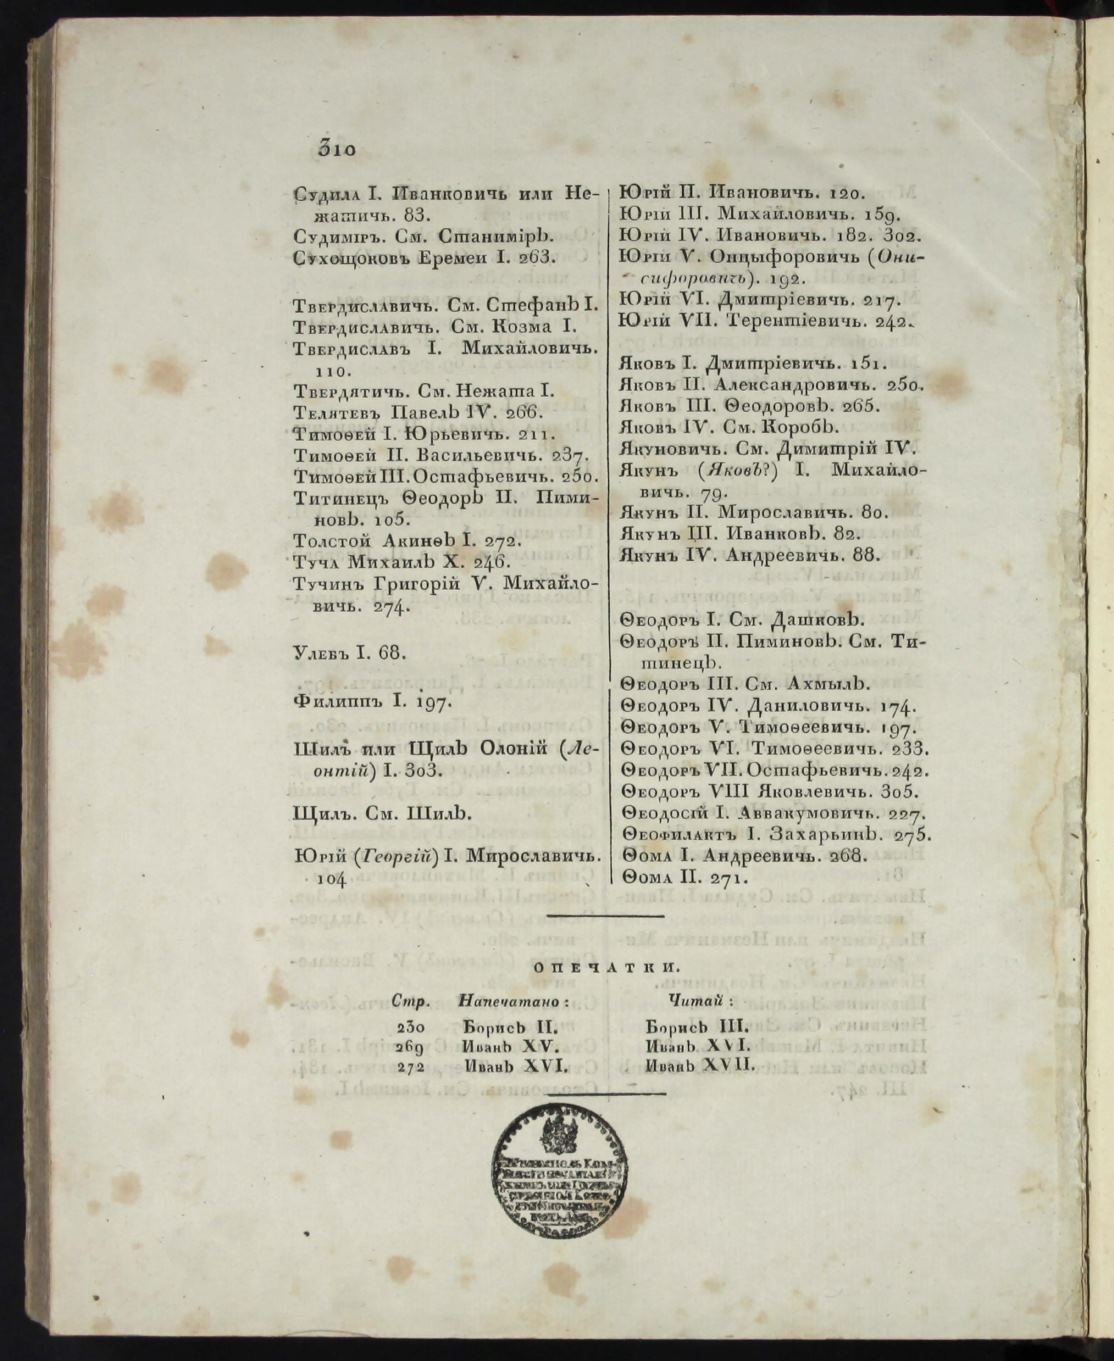 310
Судила I. Иванковичь или Не-
жатичь. 83.
Судиміръ. См. Станимірѣ.
Сухощоковъ Еремеи I. 263.
Твердиславичь. См. Стефанъ I.
Твердиславичь. См. Козма I.
Твердиславъ I. Михайловичь.
110.
Твердятичь. См. Нежата I.
Телятевъ Павелъ IV. 266.
Тимоѳей I. Юрьевичь. 211.
Тимоѳей II. Васильевичь. 237.
Тимоѳей III. Остафьевичь. 250.
Титинецъ Ѳеодоръ II. Пими-
новъ. 105.
Толстой Акинѳъ I. 272.
Туча Михаилъ X. 246.
Тучинъ Григорій V. Михайло-
вичь. 274.
Улебъ I. 68.
Филиппъ I. 197.
Шилъ или Щилъ Олоній (Ле-
онтій) I. 303.
Щилъ. См. Шилъ.
Юрій (Георгій) I. Мирославичь.
104
Юрій II. Ивановичь. 120.
Юрій III. Михайловичь. 159.
Юрій IV. Ивановичь. 182. 302.
Юрій V. Онцыфоровичь (Они-
сифоровичь). 192.
Юрій VI. Дмитріевичь. 217.
Юрій VII. Терентіевичь. 242.
Яковъ I. Дмитріевичь. 151.
Яковъ II. Александровичь. 250.
Яковъ III. Ѳеодоровъ. 265.
Яковъ IV. См. Коробъ.
Якуновичь. См. Димитрій IV.
Якунъ (Яковъ?) I. Михайло-
вичь. 79.
Якунъ II. Мирославичь. 80.
Якунъ III. Иванковъ. 82.
Якунъ IV. Андреевичь. 88.
Ѳеодоръ I. См. Дашковъ.
Ѳеодоръ II. Пиминовъ. См. Ти-
тинецъ.
Ѳеодоръ III. См. Ахмылъ.
Ѳеодоръ IV. Даниловичь. 174.
Ѳеодоръ V. Тимоѳеевичь. 197.
Ѳеодоръ VI. Тимоѳеевичь. 233.
Ѳеодоръ VII. Остафьевичь. 242.
Ѳеодоръ VIII Яковлевичь. 305.
Ѳеодосій I. Аввакумовичь. 227.
Ѳеофилактъ I. Захарьинъ. 275.
Ѳома I. Андреевичь. 268.
Ѳома II. 271.
ОПЕЧАТКИ.
Стр. Напечатано: Читай:
230 Борисъ II. Борисъ III.
269 Иванъ XV. Иванъ XVI.
272 Иванъ XVI. Иванъ XVII.